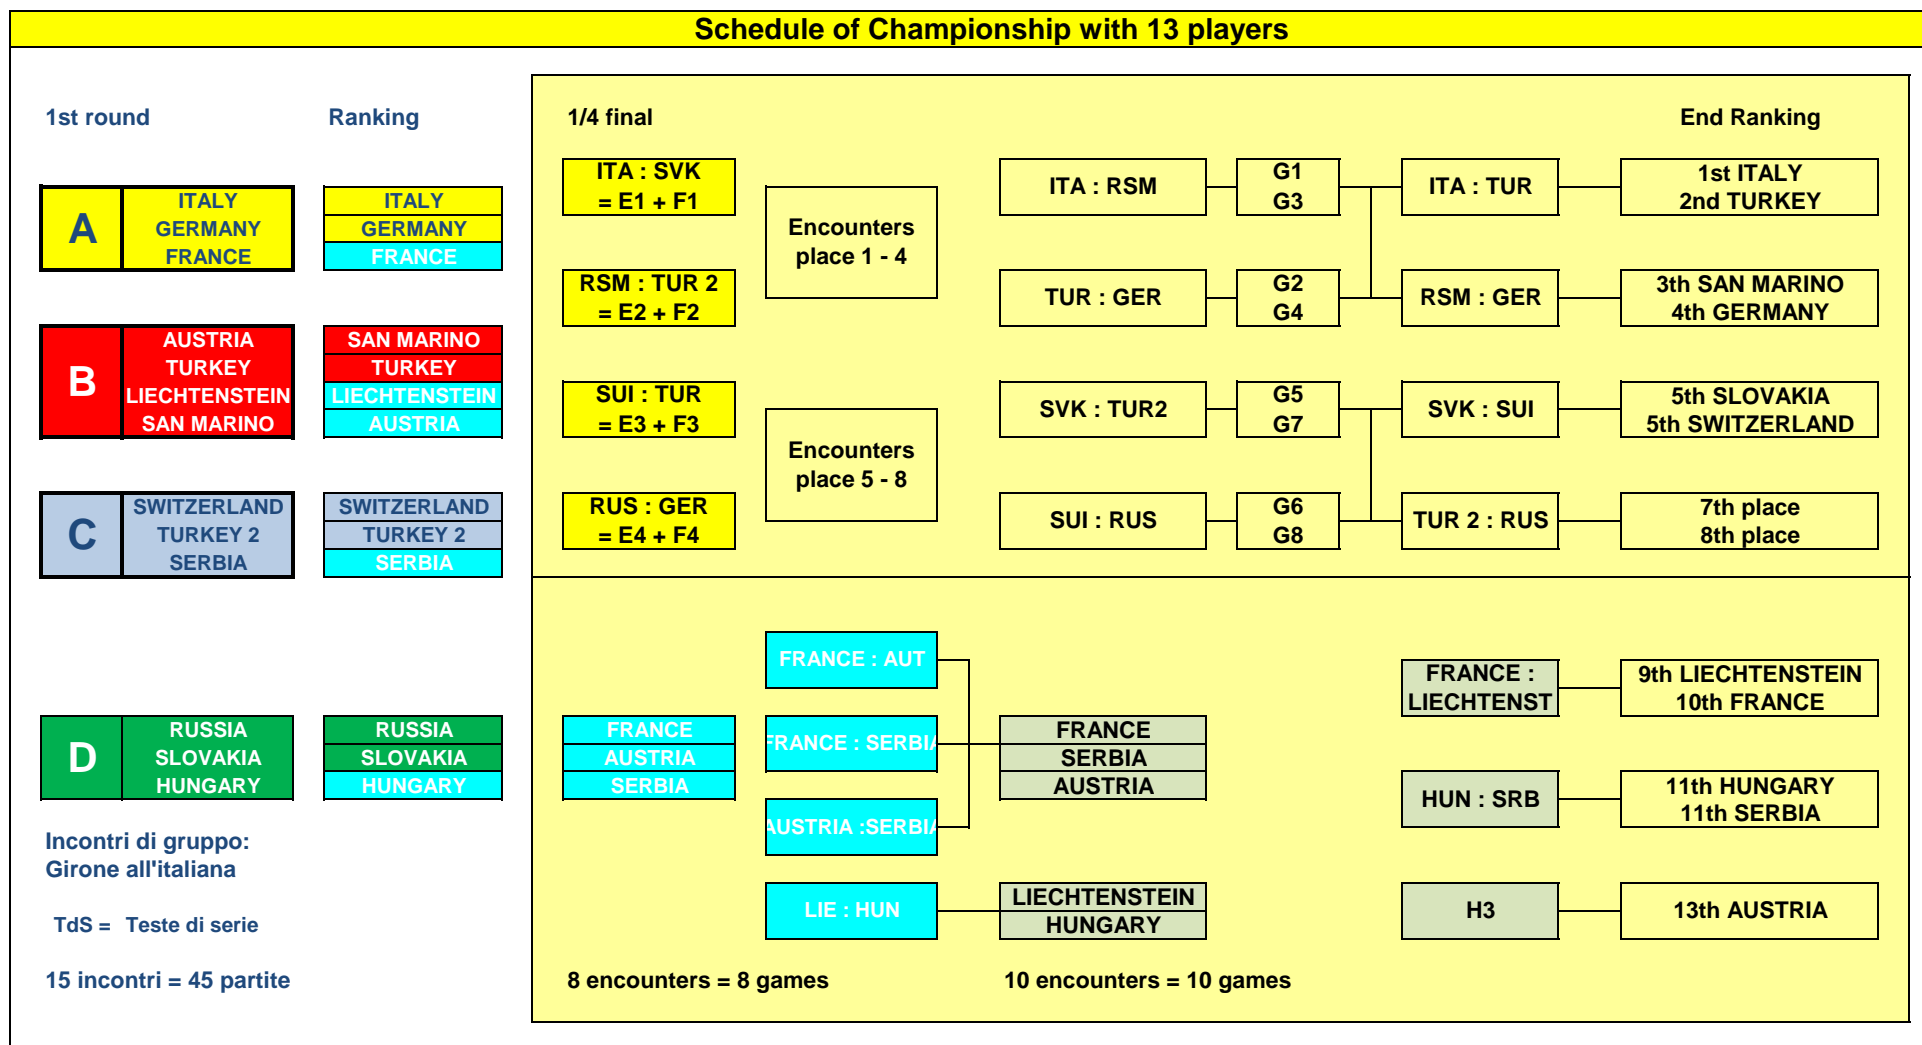 Schedule of Championship with 13 players
1st round
Ranking
1/4 final
End Ranking
A
ITALY
GERMANY
FRANCE
ITALY
GERMANY
FRANCE
B
AUSTRIA
TURKEY
LIECHTENSTEIN
SAN MARINO
SAN MARINO
TURKEY
LIECHTENSTEIN
AUSTRIA
C
SWITZERLAND
TURKEY 2
SERBIA
SWITZERLAND
TURKEY 2
SERBIA
D
RUSSIA
SLOVAKIA
HUNGARY
RUSSIA
SLOVAKIA
HUNGARY
Incontri di gruppo:
Girone all'italiana
TdS = Teste di serie
15 incontri = 45 partite
ITA : SVK
= E1 + F1
RSM : TUR 2
= E2 + F2
SUI : TUR
= E3 + F3
RUS : GER
= E4 + F4
Encounters
place 1 - 4
Encounters
place 5 - 8
ITA : RSM
TUR : GER
SVK : TUR2
SUI : RUS
G1
G3
G2
G4
G5
G7
G6
G8
ITA : TUR
RSM : GER
SVK : SUI
TUR 2 : RUS
1st ITALY
2nd TURKEY
3th SAN MARINO
4th GERMANY
5th SLOVAKIA
5th SWITZERLAND
7th place
8th place
FRANCE
AUSTRIA
SERBIA
FRANCE : AUT
FRANCE : SERBIA
AUSTRIA :SERBIA
LIE : HUN
FRANCE
SERBIA
AUSTRIA
LIECHTENSTEIN
HUNGARY
FRANCE :
LIECHTENST
HUN : SRB
H3
9th LIECHTENSTEIN
10th FRANCE
11th HUNGARY
11th SERBIA
13th AUSTRIA
8 encounters = 8 games
10 encounters = 10 games